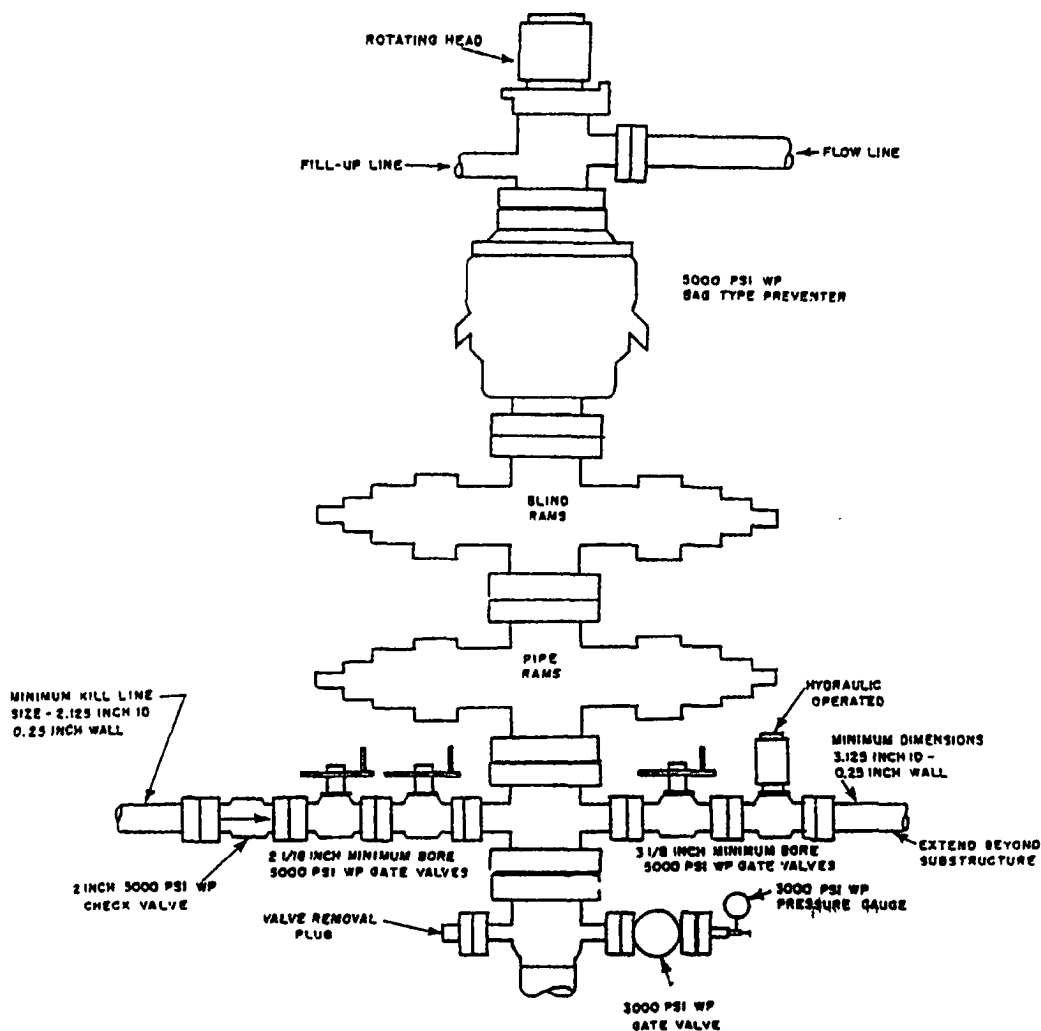 ROTATING HEAD
FILL-UP LINE
FLOW LINE
5000 PSI WP
BAG TYPE PREVENTER
BLIND
RAMS
PIPE
RAMS
MINIMUM KILL LINE
SIZE - 2.125 INCH ID
0.25 INCH WALL
HYDRAULIC
OPERATED
MINIMUM DIMENSIONS
3.125 INCH ID -
0.25 INCH WALL
2 1/16 INCH MINIMUM BORE
5000 PSI WP GATE VALVES
3 1/8 INCH MINIMUM BORE
5000 PSI WP GATE VALVES
EXTEND BEYOND
SUBSTRUCTURE
2 INCH 5000 PSI WP
CHECK VALVE
VALVE REMOVAL
PLUG
3000 PSI WP
PRESSURE GAUGE
3000 PSI WP
GATE VALVE